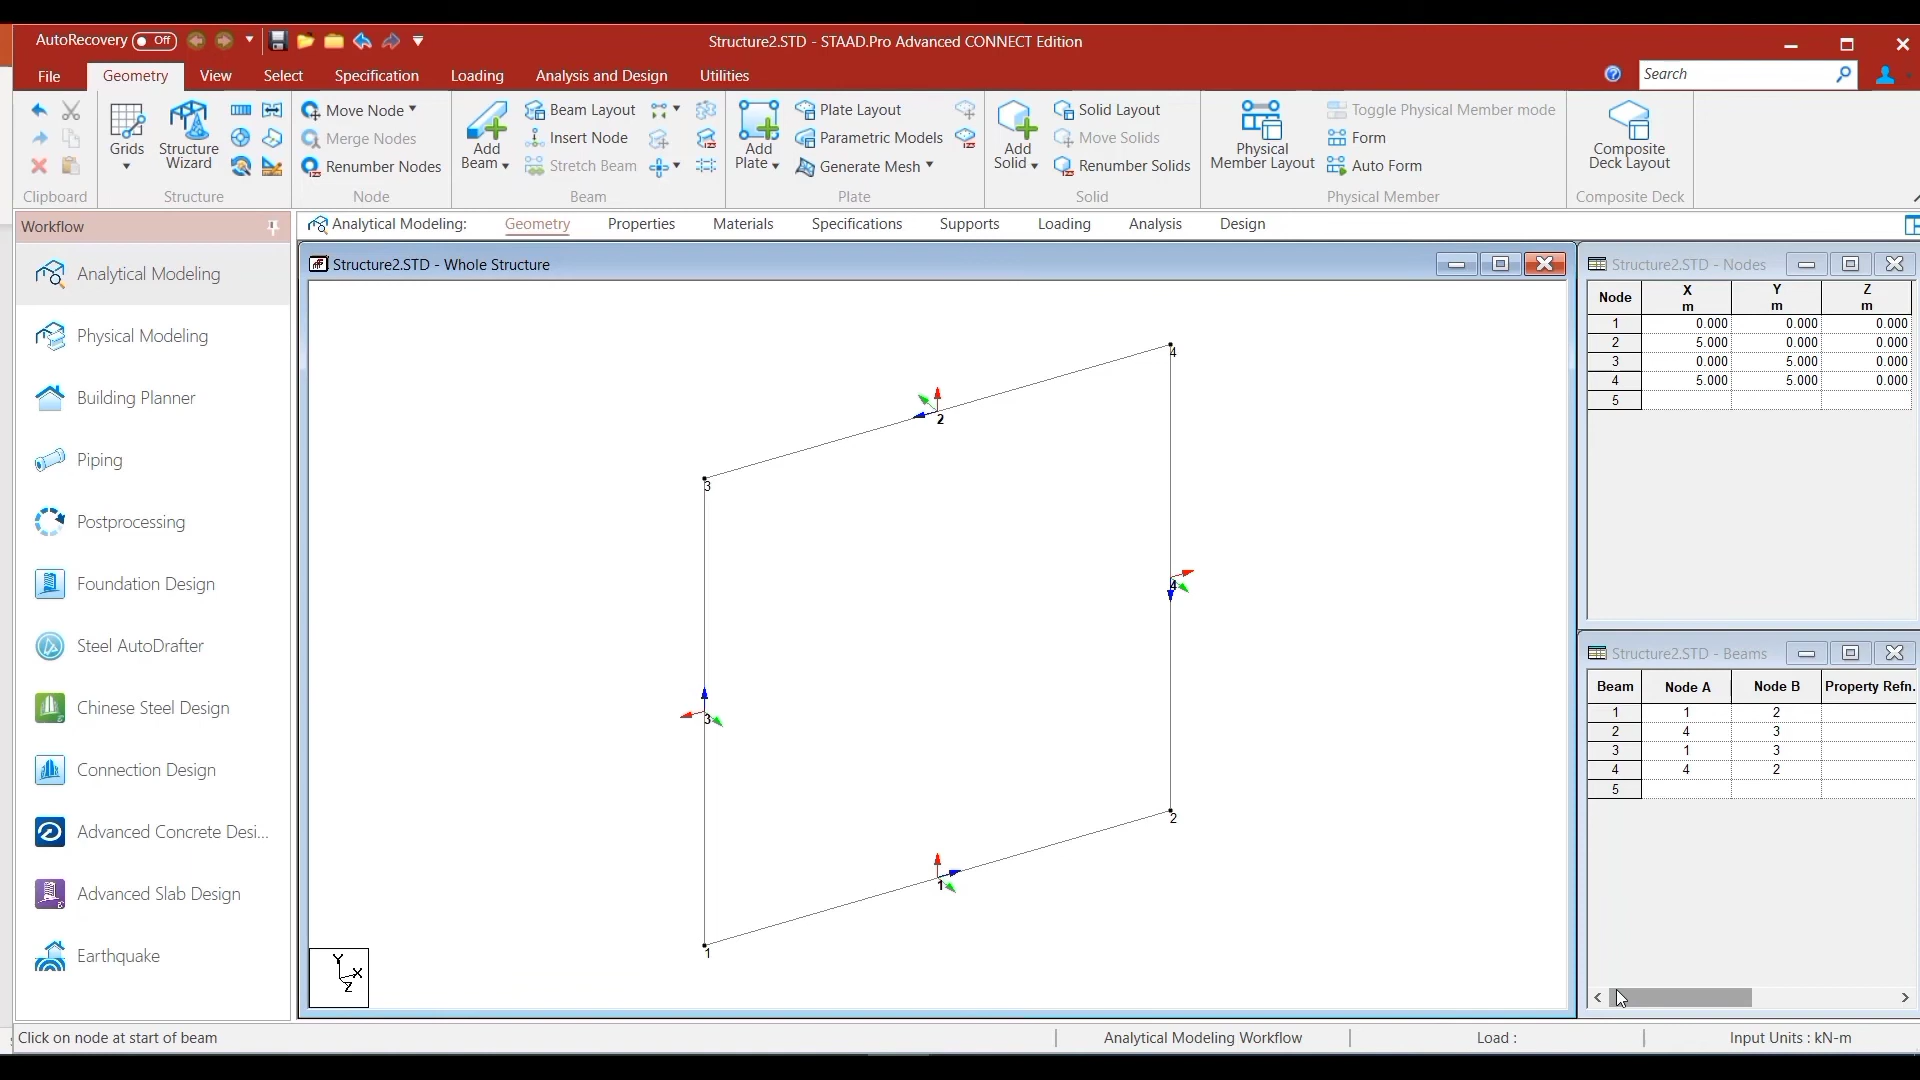 AutoRecovery Off
Structure2.STD - STAAD.Pro Advanced CONNECT Edition
File Geometry View Select Specification Loading Analysis and Design Utilities
Search
Grids
Structure Wizard
Clipboard
Structure
Move Node
Merge Nodes
Renumber Nodes
Node
Add Beam
Beam Layout
Insert Node
Stretch Beam
Beam
Add Plate
Plate Layout
Parametric Models
Generate Mesh
Plate
Add Solid
Solid Layout
Move Solids
Renumber Solids
Solid
Physical Member Layout
Toggle Physical Member mode
Form
Auto Form
Physical Member
Composite Deck Layout
Composite Deck
Workflow
Analytical Modeling
Physical Modeling
Building Planner
Piping
Postprocessing
Foundation Design
Steel AutoDrafter
Chinese Steel Design
Connection Design
Advanced Concrete Desi...
Advanced Slab Design
Earthquake
Analytical Modeling: Geometry Properties Materials Specifications Supports Loading Analysis Design
Structure2.STD - Whole Structure
4
2
3
4
3
2
1
1
Y
X
Z
Structure2.STD - Nodes
Node X m Y m Z m
1 0.000 0.000 0.000
2 5.000 0.000 0.000
3 0.000 5.000 0.000
4 5.000 5.000 0.000
5
Structure2.STD - Beams
Beam Node A Node B Property Refn.
1 1 2
2 4 3
3 1 3
4 4 2
5
Click on node at start of beam
Analytical Modeling Workflow
Load :
Input Units : kN-m